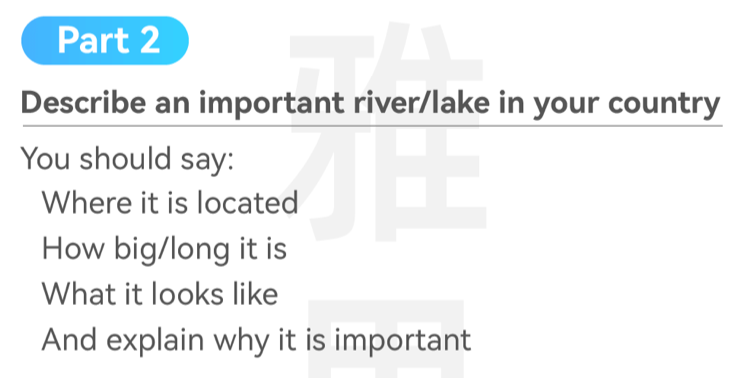 Part 2
Describe an important river/lake in your country
You should say:
Where it is located
How big/long it is
What it looks like
And explain why it is important
雅